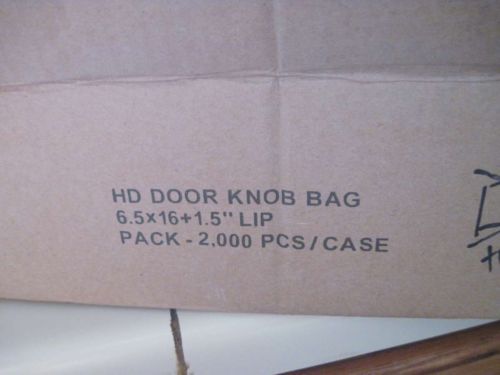 HD DOOR KNOB BAG
6.5x16+1.5" LIP
PACK - 2,000 PCS/CASE